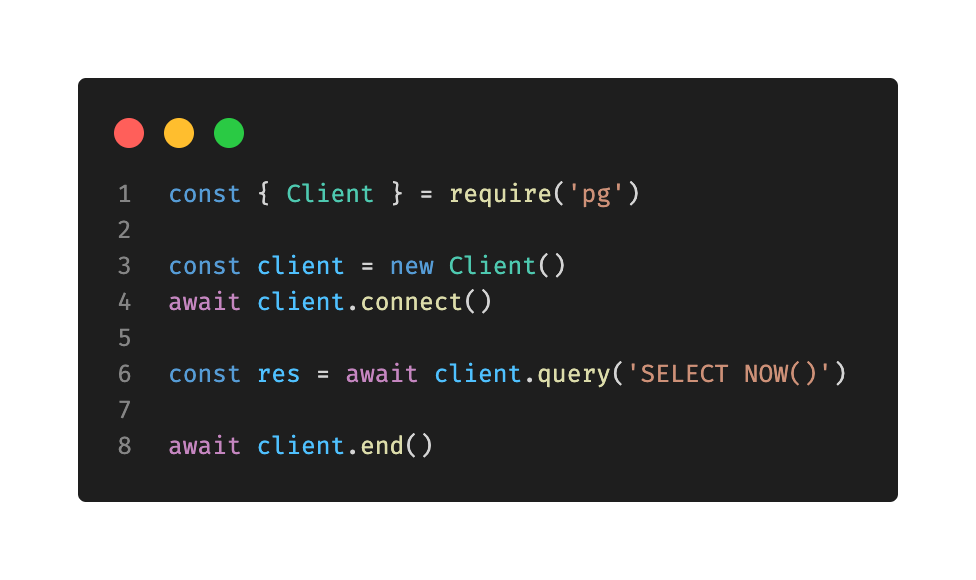 1 const { Client } = require('pg')
2
3 const client = new Client()
4 await client.connect()
5
6 const res = await client.query('SELECT NOW()')
7
8 await client.end()